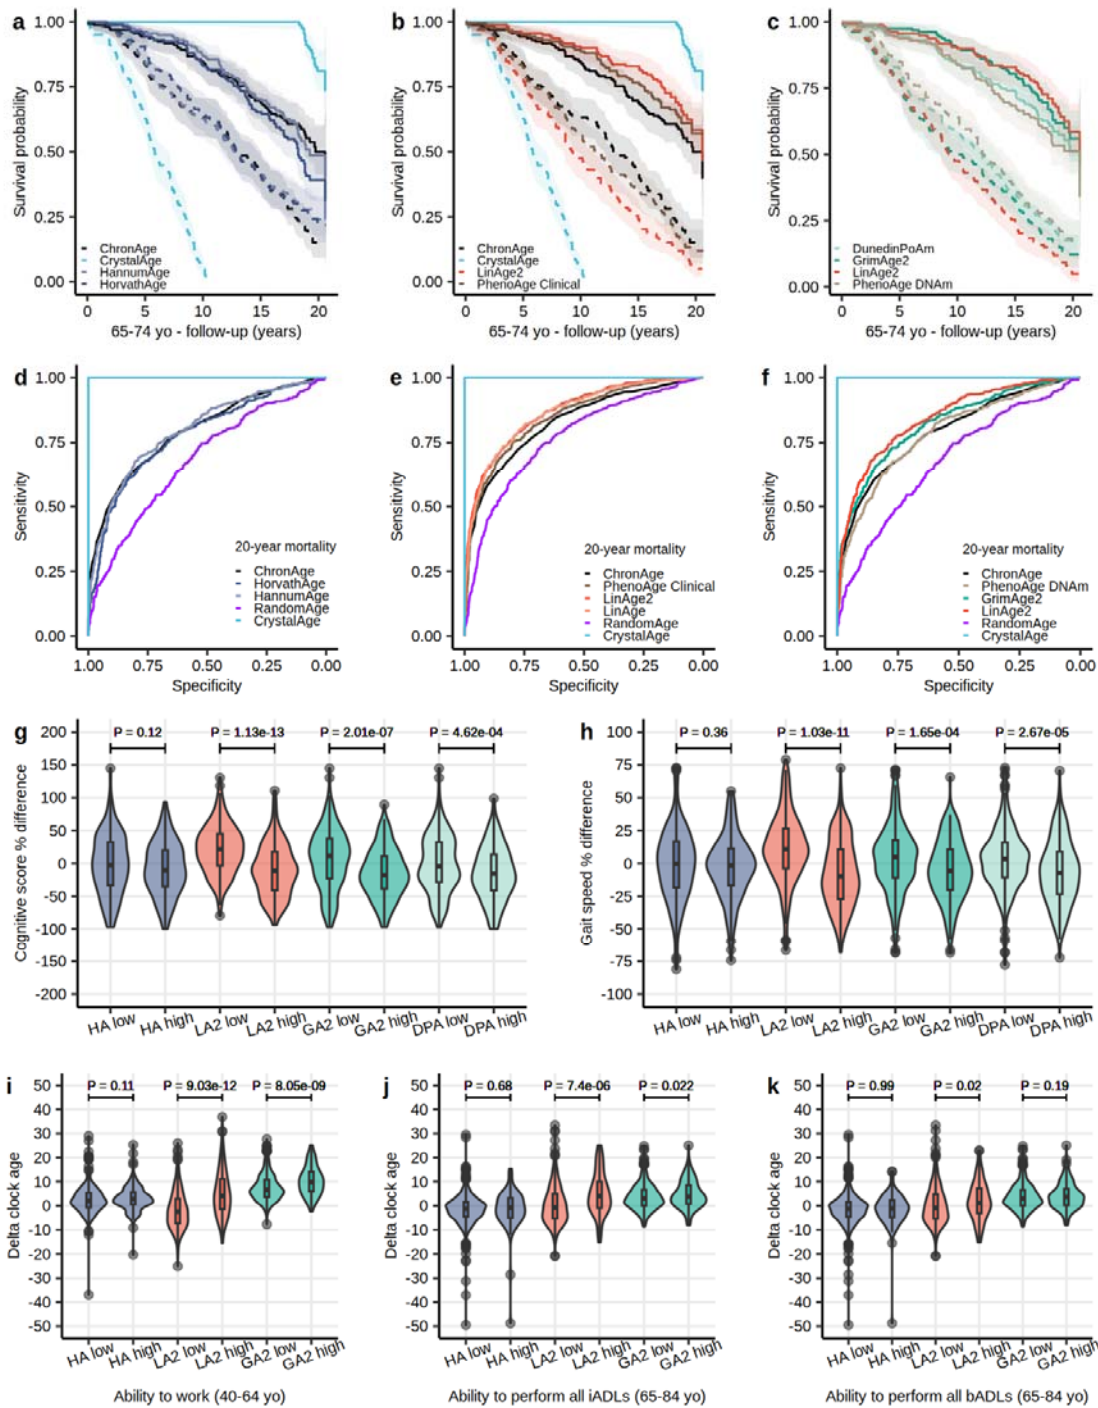 a
1.00
0.75
0.50
0.25
0.00
Survival probability
ChronAge
CrystalAge
HannumAge
HorvathAge
0 5 10 15 20
65-74 yo - follow-up (years)
b
1.00
0.75
0.50
0.25
0.00
Survival probability
ChronAge
CrystalAge
LinAge2
PhenoAge Clinical
0 5 10 15 20
65-74 yo - follow-up (years)
c
1.00
0.75
0.50
0.25
0.00
Survival probability
DunedinPoAm
GrimAge2
LinAge2
PhenoAge DNAm
0 5 10 15 20
65-74 yo - follow-up (years)
d
1.00
0.75
0.50
0.25
0.00
Sensitivity
20-year mortality
ChronAge
HorvathAge
HannumAge
RandomAge
CrystalAge
1.00 0.75 0.50 0.25 0.00
Specificity
e
1.00
0.75
0.50
0.25
0.00
Sensitivity
20-year mortality
ChronAge
PhenoAge Clinical
LinAge2
LinAge
RandomAge
CrystalAge
1.00 0.75 0.50 0.25 0.00
Specificity
f
1.00
0.75
0.50
0.25
0.00
Sensitivity
20-year mortality
ChronAge
PhenoAge DNAm
GrimAge2
LinAge2
RandomAge
CrystalAge
1.00 0.75 0.50 0.25 0.00
Specificity
g
200
150
100
50
0
-50
-100
-150
-200
Cognitive score % difference
P = 0.12 P = 1.13e-13 P = 2.01e-07 P = 4.62e-04
HA low HA high LA2 low LA2 high GA2 low GA2 high DPA low DPA high
h
100
75
50
25
0
-25
-50
-75
-100
Gait speed % difference
P = 0.36 P = 1.03e-11 P = 1.65e-04 P = 2.67e-05
HA low HA high LA2 low LA2 high GA2 low GA2 high DPA low DPA high
i
50
40
30
20
10
0
-10
-20
-30
-40
-50
Delta clock age
P = 0.11 P = 9.03e-12 P = 8.05e-09
HA low HA high LA2 low LA2 high GA2 low GA2 high
Ability to work (40-64 yo)
j
50
40
30
20
10
0
-10
-20
-30
-40
-50
Delta clock age
P = 0.68 P = 7.4e-06 P = 0.022
HA low HA high LA2 low LA2 high GA2 low GA2 high
Ability to perform all iADLs (65-84 yo)
k
50
40
30
20
10
0
-10
-20
-30
-40
-50
Delta clock age
P = 0.99 P = 0.02 P = 0.19
HA low HA high LA2 low LA2 high GA2 low GA2 high
Ability to perform all bADLs (65-84 yo)